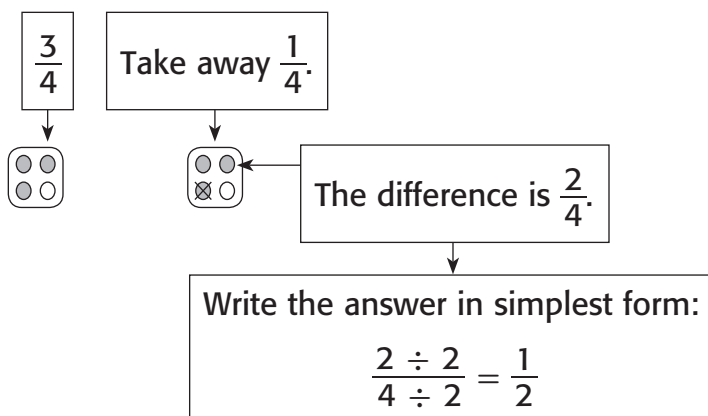 3/4
Take away 1/4.
The difference is 2/4.
Write the answer in simplest form:
2 ÷ 2 / 4 ÷ 2 = 1/2